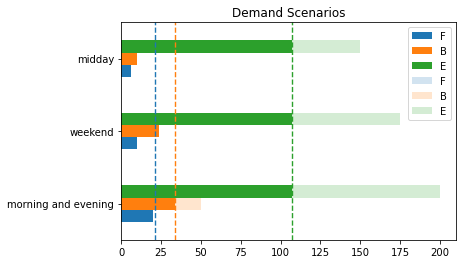 Demand Scenarios
midday
weekend
morning and evening
F
B
E
F
B
E
0 25 50 75 100 125 150 175 200